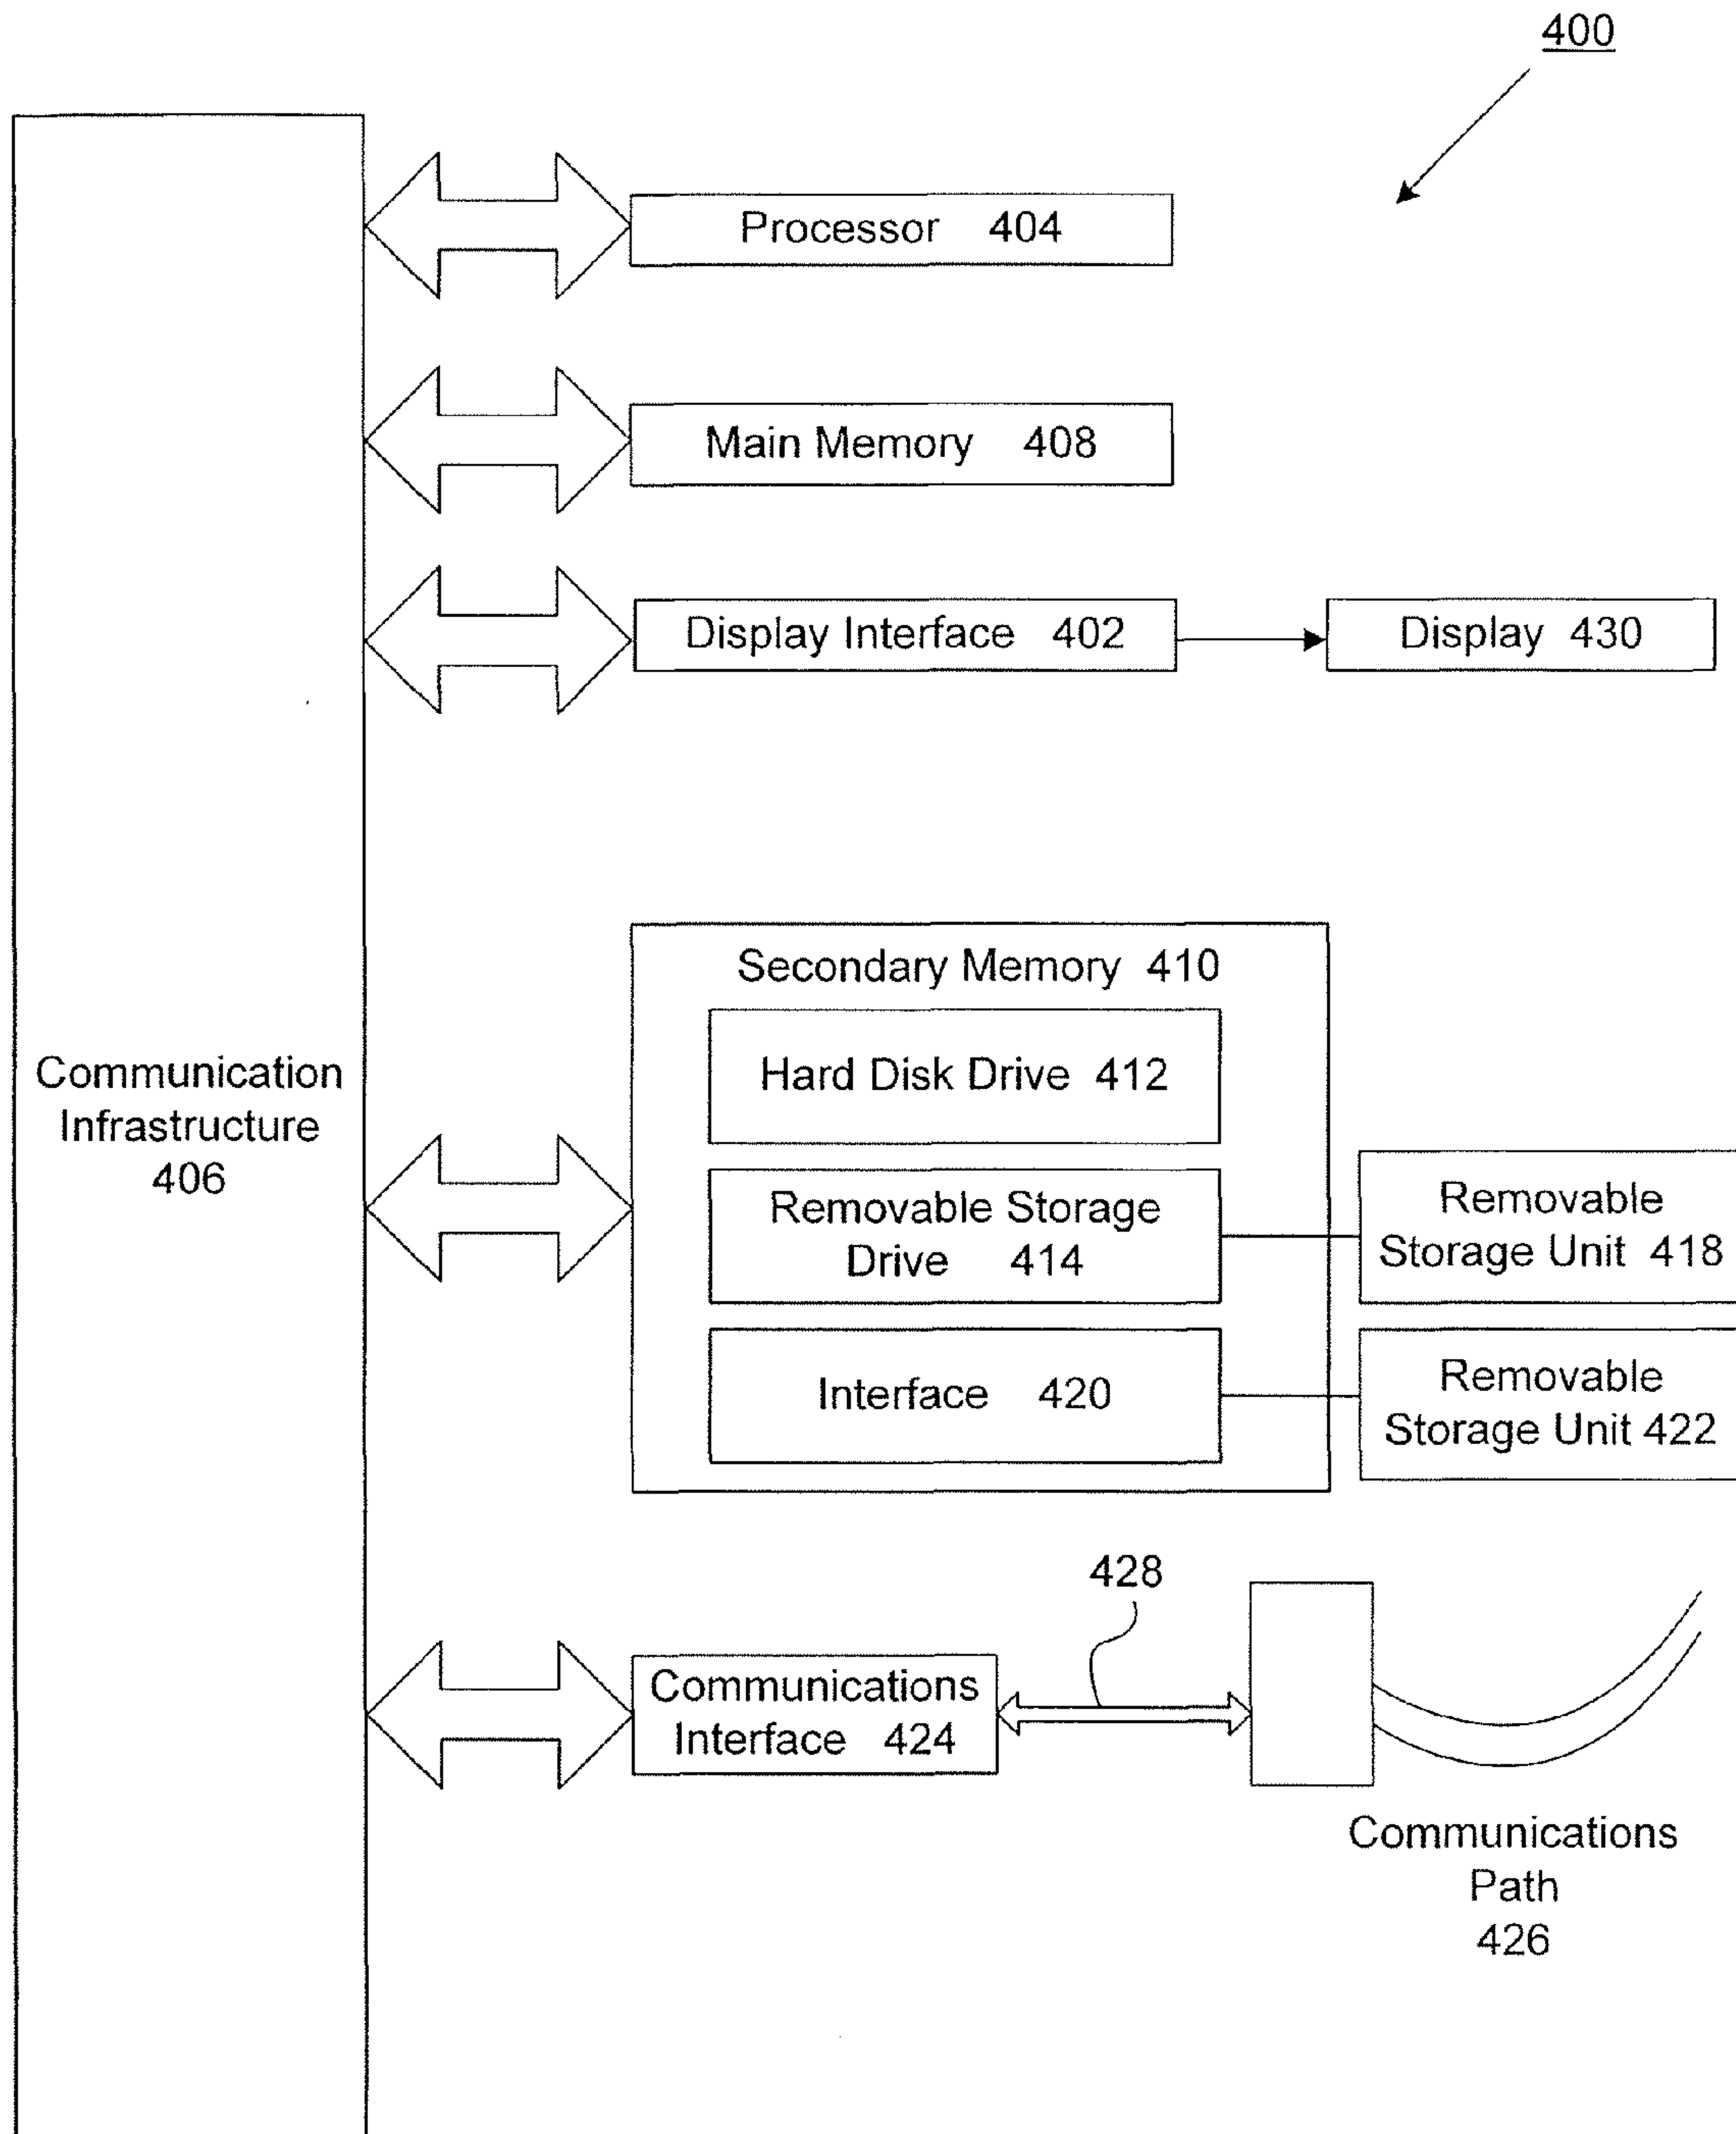 400
Processor 404
Main Memory 408
Display Interface 402
Display 430
Secondary Memory 410
Hard Disk Drive 412
Communication
Infrastructure
406
Removable Storage
Drive 414
Removable
Storage Unit 418
Interface 420
Removable
Storage Unit 422
428
Communications
Interface 424
Communications
Path
426